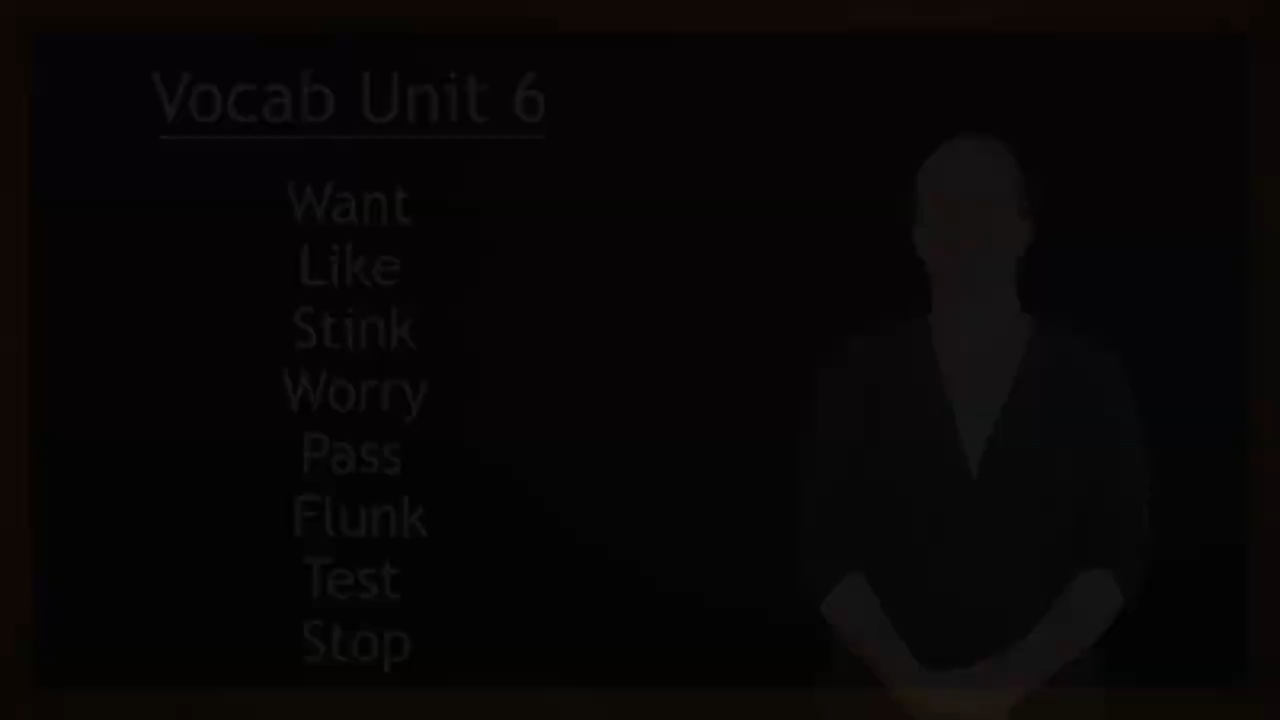 Vocab Unit 6
Want
Like
Stink
Worry
Pass
Flunk
Test
Stop